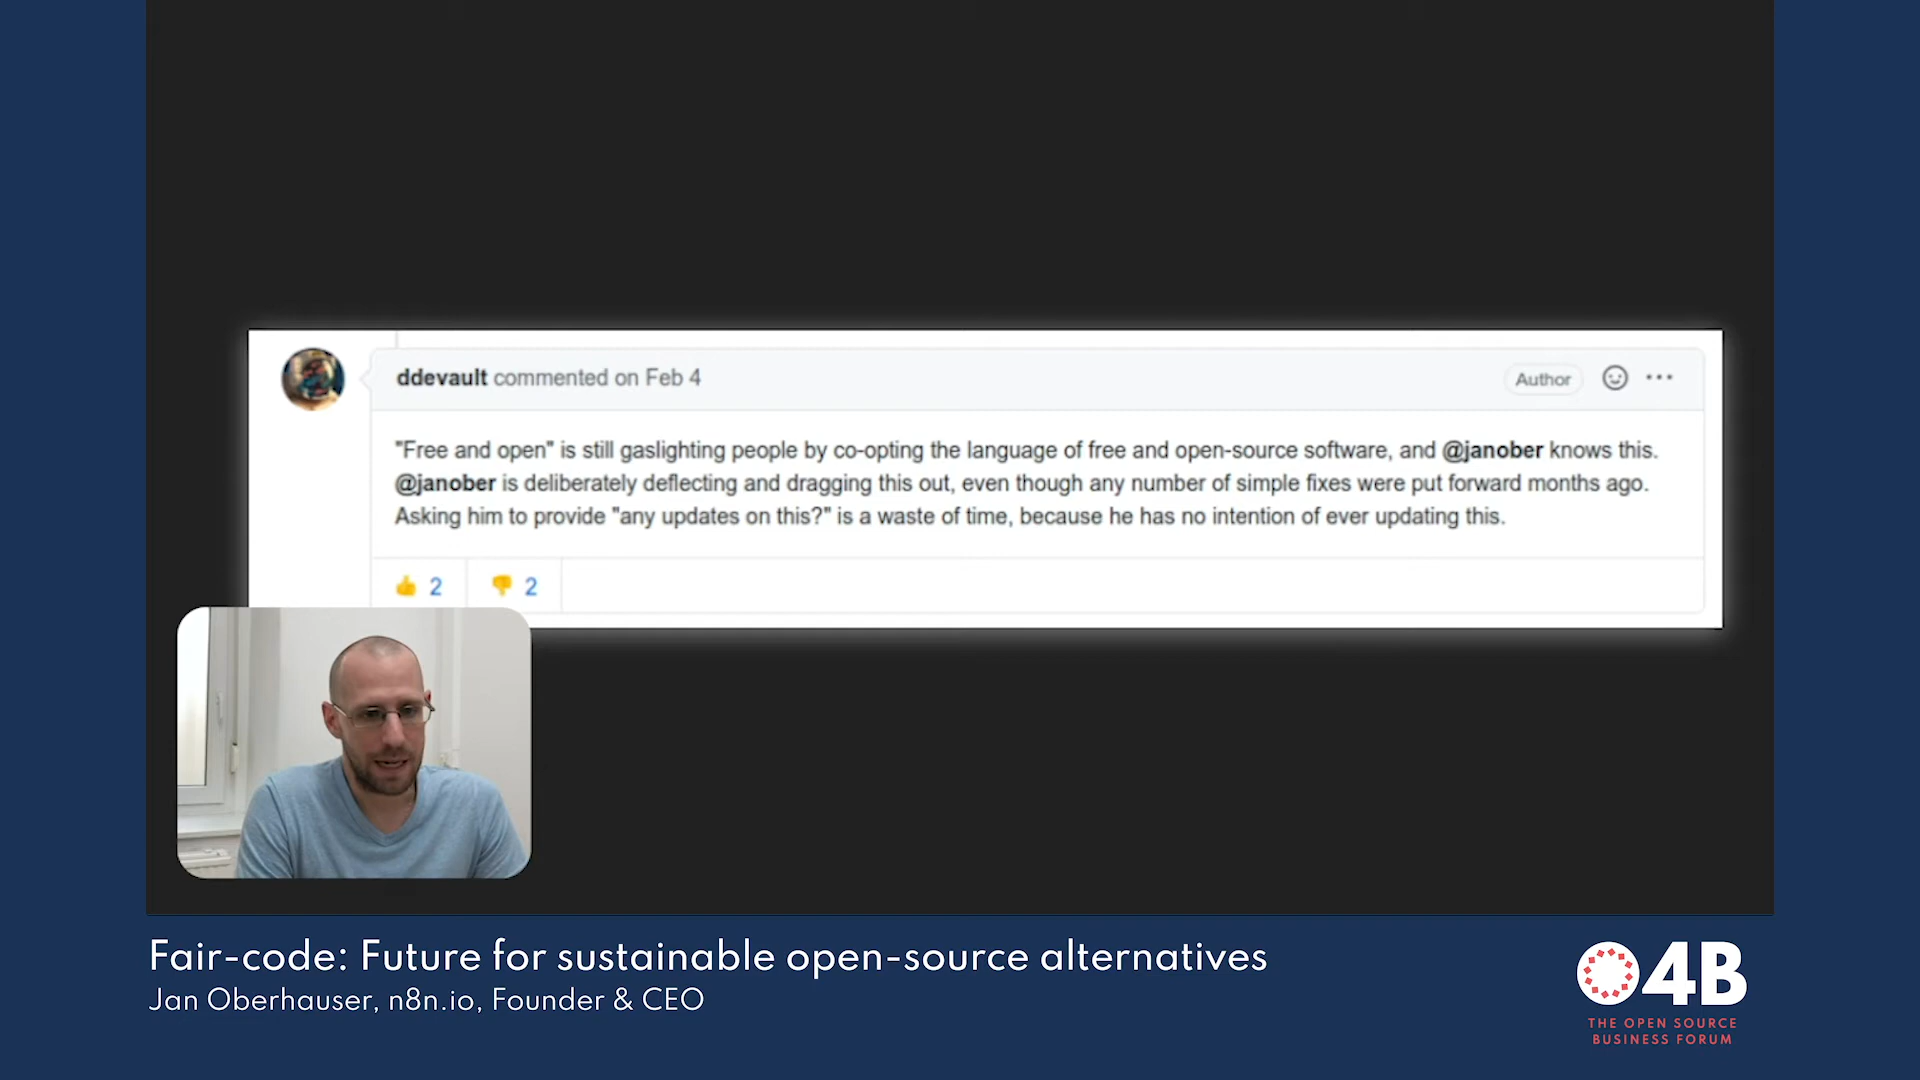 ddevault commented on Feb 4
Author
"Free and open" is still gaslighting people by co-opting the language of free and open-source software, and @janober knows this.
@janober is deliberately deflecting and dragging this out, even though any number of simple fixes were put forward months ago.
Asking him to provide "any updates on this?" is a waste of time, because he has no intention of ever updating this.
2 2
Fair-code: Future for sustainable open-source alternatives
Jan Oberhauser, n8n.io, Founder & CEO
O4B
THE OPEN SOURCE
BUSINESS FORUM